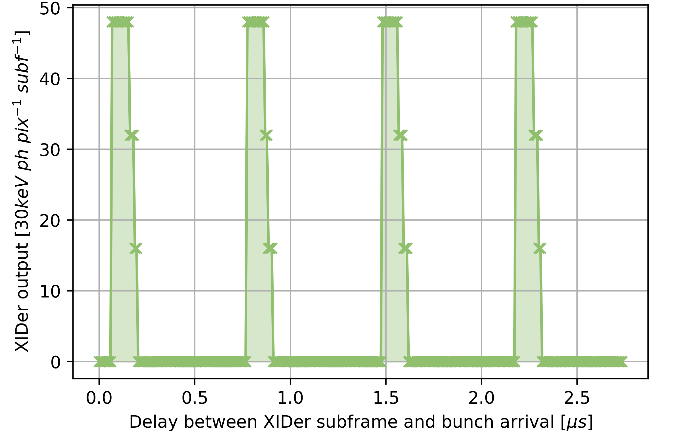 XIDer output [30keV ph pix⁻¹ subf⁻¹]
50
40
30
20
10
0
0.0 0.5 1.0 1.5 2.0 2.5
Delay between XIDer subframe and bunch arrival [μs]